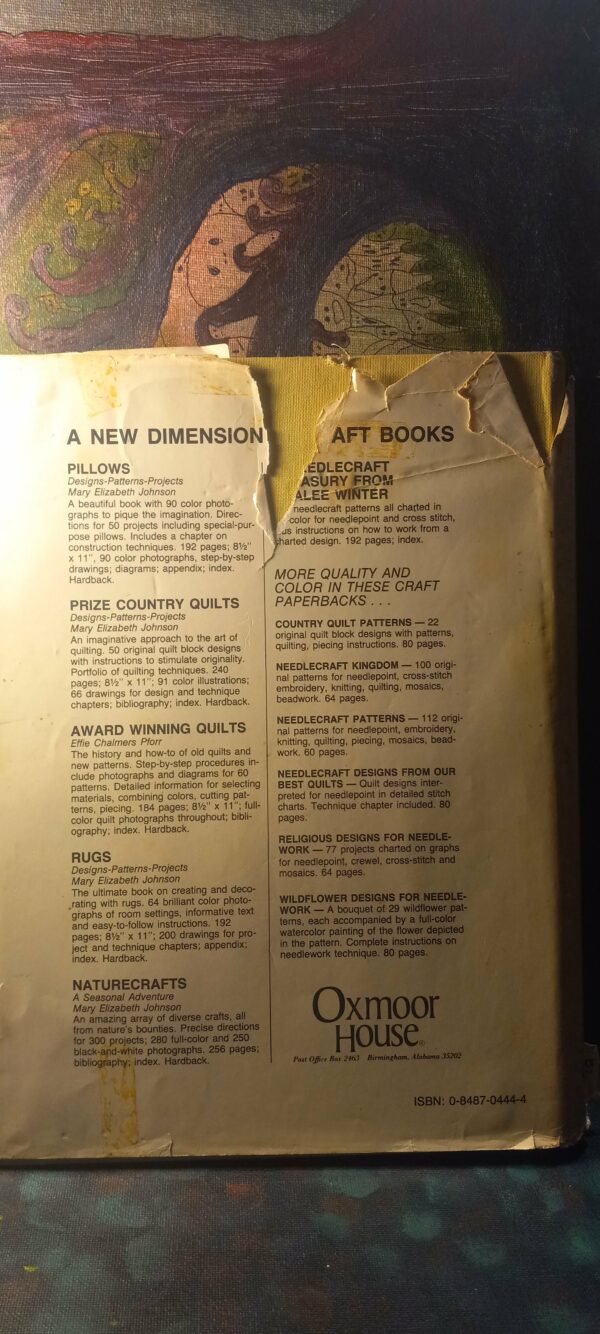 A NEW DIMENSION
AFT BOOKS
PILLOWS
Designs-Patterns-Projects
Mary Elizabeth Johnson
A beautiful book with 90 color photo-
graphs to pique the imagination. Direc-
tions for 50 projects including special-pur-
pose pillows. Includes a chapter on
construction techniques. 192 pages; 8½"
x 11", 90 color photographs, step-by-step
drawings; diagrams; appendix; index.
Hardback.
PRIZE COUNTRY QUILTS
Designs-Patterns-Projects
Mary Elizabeth Johnson
An imaginative approach to the art of
quilting. 50 original quilt block designs
with instructions to stimulate originality.
Portfolio of quilting techniques. 240
pages; 8½" x 11"; 91 color illustrations;
66 drawings for design and technique
chapters; bibliography; index. Hardback.
AWARD WINNING QUILTS
Effie Chalmers Pforr
The history and how-to of old quilts and
new patterns. Step-by-step procedures in-
clude photographs and diagrams for 60
patterns. Detailed information for selecting
materials, combining colors, cutting pat-
terns, piecing. 184 pages; 8½" x 11"; full-
color quilt photographs throughout; bibli-
ography; index. Hardback.
RUGS
Designs-Patterns-Projects
Mary Elizabeth Johnson
The ultimate book on creating and deco-
rating with rugs. 64 brilliant color photo-
graphs of room settings, informative text
and easy-to-follow instructions. 192
pages; 8½" x 11"; 200 drawings for pro-
ject and technique chapters; appendix;
index. Hardback.
NATURECRAFTS
A Seasonal Adventure
Mary Elizabeth Johnson
An amazing array of diverse crafts, all
from nature's bounties. Precise directions
for 300 projects; 280 full-color and 250
black-and-white photographs. 256 pages;
bibliography; index. Hardback.
EDLECRAFT
ASURY FROM
ALEE WINTER
needlecraft patterns all charted in
color for needlepoint and cross stitch,
us instructions on how to work from a
harted design. 192 pages; index.
MORE QUALITY AND
COLOR IN THESE CRAFT
PAPERBACKS . . .
COUNTRY QUILT PATTERNS — 22
original quilt block designs with patterns,
quilting, piecing instructions. 80 pages.
NEEDLECRAFT KINGDOM — 100 origi-
nal patterns for needlepoint, cross-stitch
embroidery, knitting, quilting, mosaics,
beadwork. 64 pages.
NEEDLECRAFT PATTERNS — 112 origi-
nal patterns for needlepoint, embroidery,
knitting, quilting, piecing, mosaics, bead-
work. 60 pages.
NEEDLECRAFT DESIGNS FROM OUR
BEST QUILTS — Quilt designs inter-
preted for needlepoint in detailed stitch
charts. Technique chapter included. 80
pages.
RELIGIOUS DESIGNS FOR NEEDLE-
WORK — 77 projects charted on graphs
for needlepoint, crewel, cross-stitch and
mosaics. 64 pages.
WILDFLOWER DESIGNS FOR NEEDLE-
WORK — A bouquet of 29 wildflower pat-
terns, each accompanied by a full-color
watercolor painting of the flower depicted
in the pattern. Complete instructions on
needlework technique. 80 pages.
Oxmoor
House®
Post Office Box 2463 Birmingham, Alabama 35202
ISBN: 0-8487-0444-4